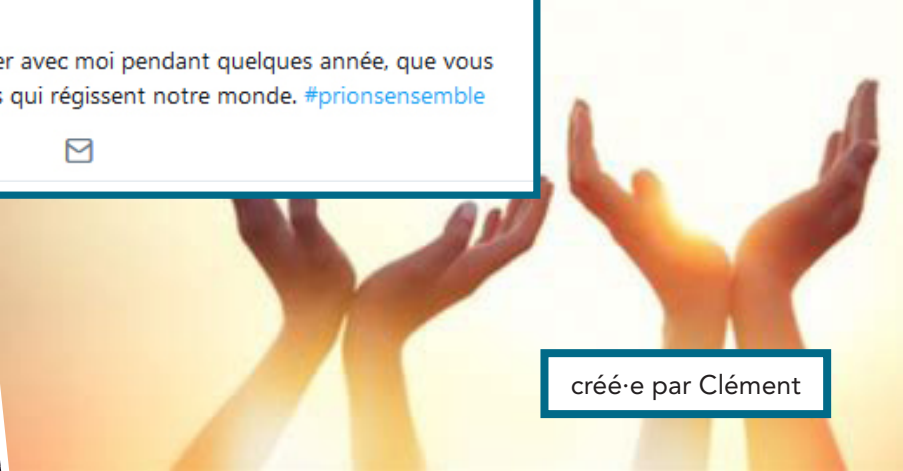 er avec moi pendant quelques année, que vous
qui régissent notre monde. #prionsensemble
créé·e par Clément